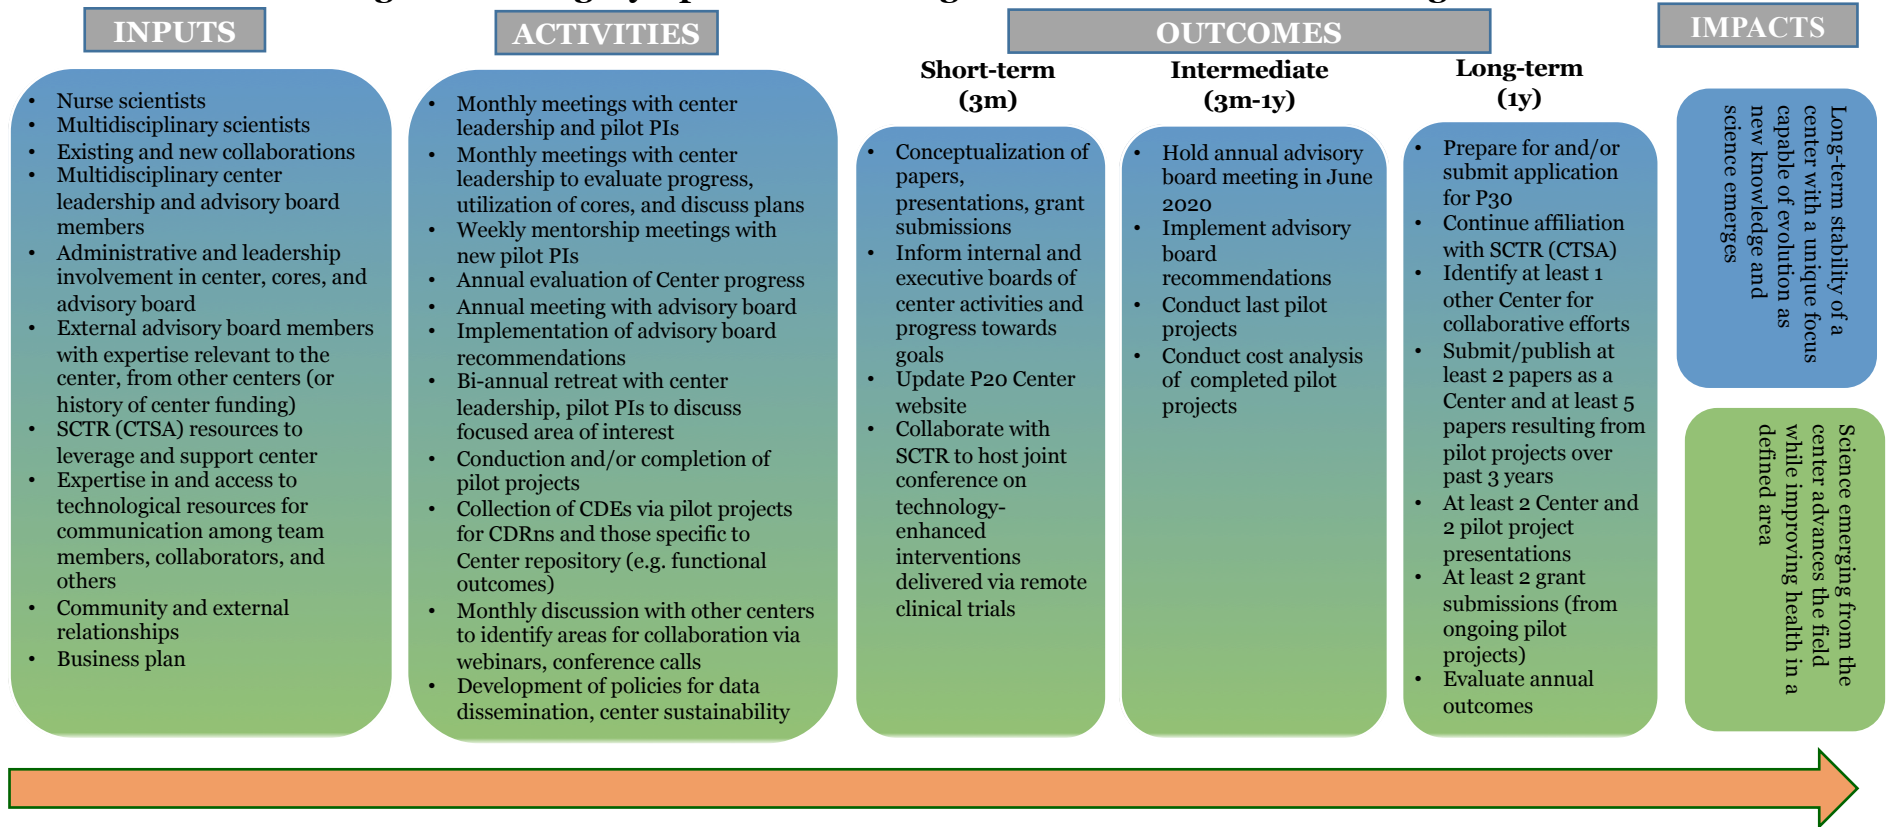 INPUTS
ACTIVITIES
OUTCOMES
IMPACTS
• Nurse scientists
• Multidisciplinary scientists
• Existing and new collaborations
• Multidisciplinary center
leadership and advisory board
members
• Administrative and leadership
involvement in center, cores, and
advisory board
• External advisory board members
with expertise relevant to the
center, from other centers (or
history of center funding)
• SCTR (CTSA) resources to
leverage and support center
• Expertise in and access to
technological resources for
communication among team
members, collaborators, and
others
• Community and external
relationships
• Business plan
• Monthly meetings with center
leadership and pilot PIs
• Monthly meetings with center
leadership to evaluate progress,
utilization of cores, and discuss plans
• Weekly mentorship meetings with
new pilot PIs
• Annual evaluation of Center progress
• Annual meeting with advisory board
• Implementation of advisory board
recommendations
• Bi-annual retreat with center
leadership, pilot PIs to discuss
focused area of interest
• Conduction and/or completion of
pilot projects
• Collection of CDEs via pilot projects
for CDRns and those specific to
Center repository (e.g. functional
outcomes)
• Monthly discussion with other centers
to identify areas for collaboration via
webinars, conference calls
• Development of policies for data
dissemination, center sustainability
Short-term
(3m)
• Conceptualization of
papers,
presentations, grant
submissions
• Inform internal and
executive boards of
center activities and
progress towards
goals
• Update P20 Center
website
• Collaborate with
SCTR to host joint
conference on
technology-
enhanced
interventions
delivered via remote
clinical trials
Intermediate
(3m-1y)
• Hold annual advisory
board meeting in June
2020
• Implement advisory
board
recommendations
• Conduct last pilot
projects
• Conduct cost analysis
of completed pilot
projects
Long-term
(1y)
• Prepare for and/or
submit application
for P30
• Continue affiliation
with SCTR (CTSA)
• Identify at least 1
other Center for
collaborative efforts
• Submit/publish at
least 2 papers as a
Center and at least 5
papers resulting from
pilot projects over
past 3 years
• At least 2 Center and
2 pilot project
presentations
• At least 2 grant
submissions (from
ongoing pilot
projects)
• Evaluate annual
outcomes
Long-term stability of a
center with a unique focus
capable of evolution as
new knowledge and
science emerges
Science emerging from the
center advances the field
while improving health in a
defined area